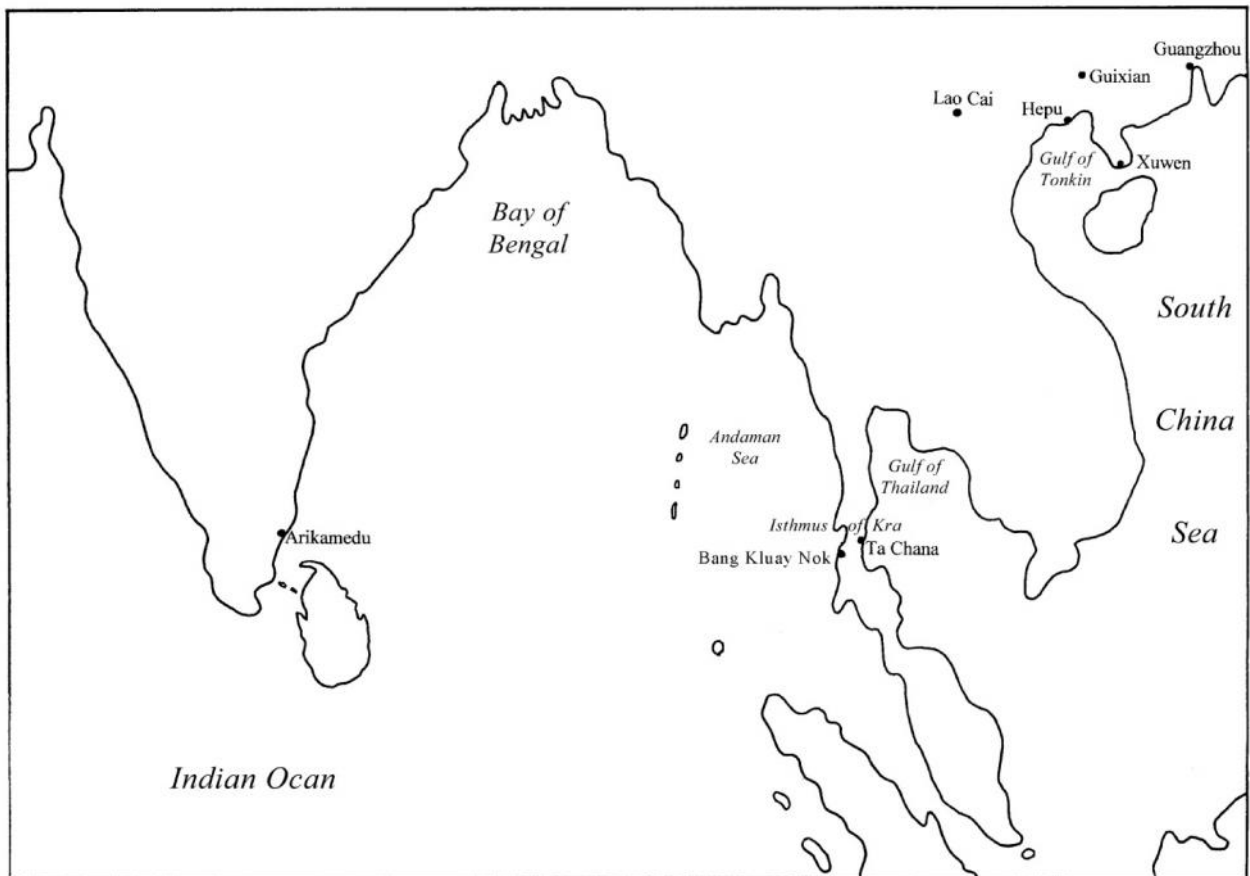 Guangzhou
Guixian
Lao Cai
Hepu
Gulf of
Tonkin
Xuwen
Bay of
Bengal
South
China
Sea
Andaman
Sea
Gulf of
Thailand
Isthmus of Kra
Arikamedu
Ta Chana
Bang Kluay Nok
Indian Ocan